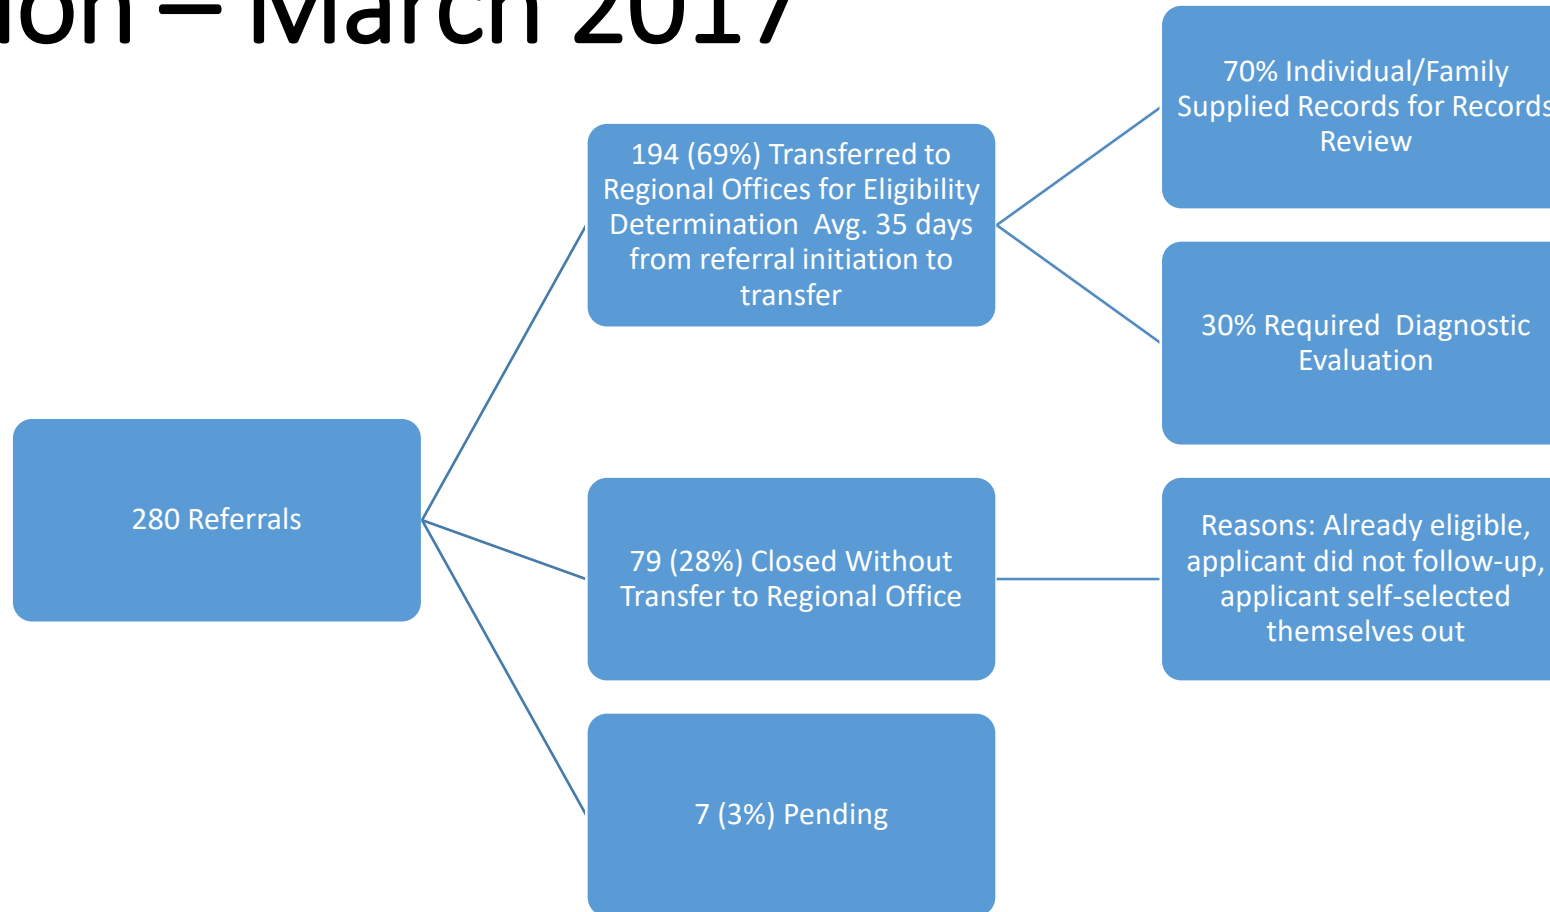 ion – March 2017
280 Referrals
194 (69%) Transferred to
Regional Offices for Eligibility
Determination  Avg. 35 days
from referral initiation to
transfer
70% Individual/Family
Supplied Records for Records
Review
30% Required  Diagnostic
Evaluation
79 (28%) Closed Without
Transfer to Regional Office
Reasons: Already eligible,
applicant did not follow-up,
applicant self-selected
themselves out
7 (3%) Pending